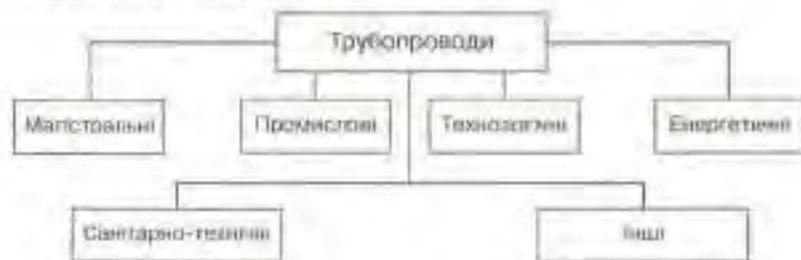 Трубопроводи
Магістральні
Промислові
Технологічні
Енергетичні
Санітарно-технічні
Інші